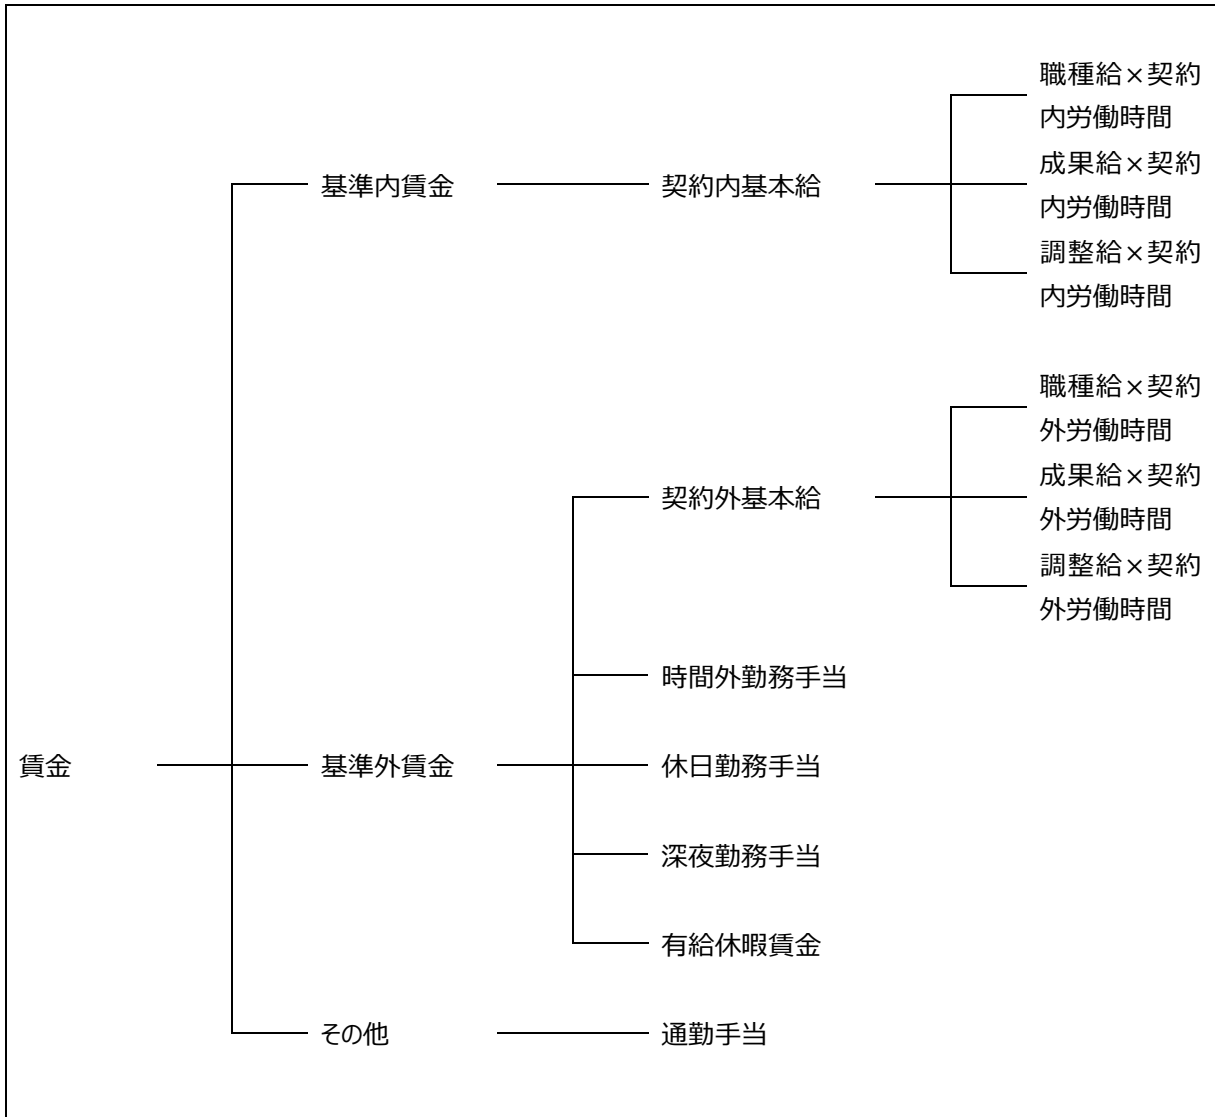 職種給×契約
内労働時間
基準内賃金
契約内基本給
成果給×契約
内労働時間
調整給×契約
内労働時間
職種給×契約
外労働時間
契約外基本給
成果給×契約
外労働時間
調整給×契約
外労働時間
時間外勤務手当
賃金
基準外賃金
休日勤務手当
深夜勤務手当
有給休暇賃金
その他
通勤手当